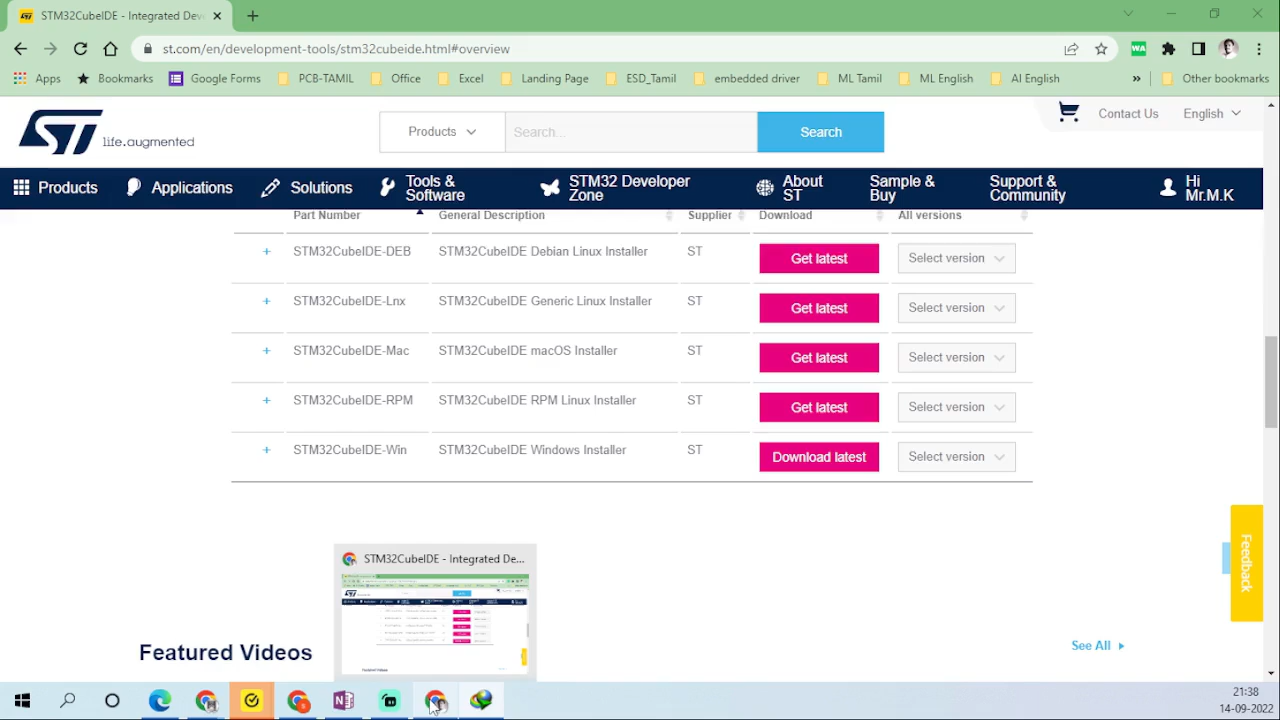 STM32CubeIDE - Integrated Dev
st.com/en/development-tools/stm32cubeide.html#overview
WA
Apps Bookmarks Google Forms PCB-TAMIL Office Excel Landing Page ESD_Tamil embedded driver ML Tamil ML English AI English » Other bookmarks
ST life.augmented
Products Search... Search
Contact Us English
Products Applications Solutions Tools & Software STM32 Developer Zone About ST Sample & Buy Support & Community Hi Mr.M.K
Part Number General Description Supplier Download All versions
+ STM32CubeIDE-DEB STM32CubeIDE Debian Linux Installer ST Get latest Select version
+ STM32CubeIDE-Lnx STM32CubeIDE Generic Linux Installer ST Get latest Select version
+ STM32CubeIDE-Mac STM32CubeIDE macOS Installer ST Get latest Select version
+ STM32CubeIDE-RPM STM32CubeIDE RPM Linux Installer ST Get latest Select version
+ STM32CubeIDE-Win STM32CubeIDE Windows Installer ST Download latest Select version
Feedback
STM32CubeIDE - Integrated De...
Featured Videos
See All
21:38
14-09-2022